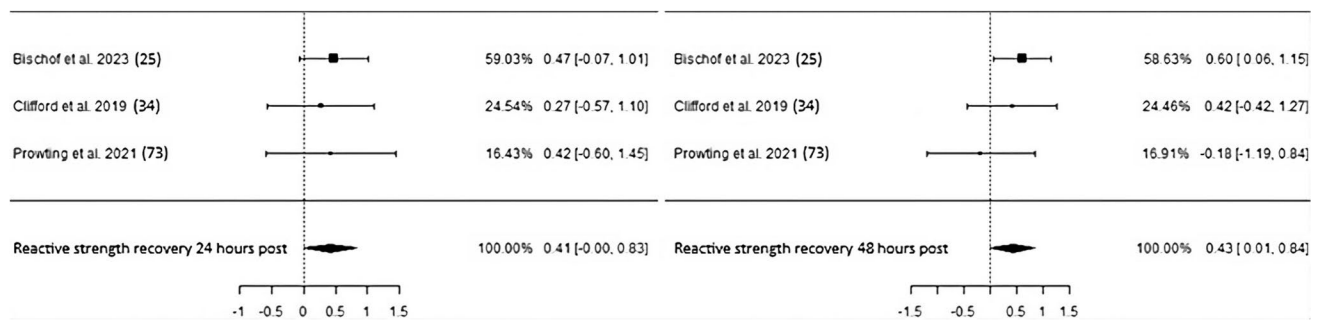 Bischof et al. 2023 (25) 59.03% 0.47 [-0.07, 1.01]
Clifford et al. 2019 (34) 24.54% 0.27 [-0.57, 1.10]
Prowting et al. 2021 (73) 16.43% 0.42 [-0.60, 1.45]
Reactive strength recovery 24 hours post 100.00% 0.41 [-0.00, 0.83]
-1 -0.5 0 0.5 1 1.5
Bischof et al. 2023 (25) 58.63% 0.60 [ 0.06, 1.15]
Clifford et al. 2019 (34) 24.46% 0.42 [-0.42, 1.27]
Prowting et al. 2021 (73) 16.91% -0.18 [-1.19, 0.84]
Reactive strength recovery 48 hours post 100.00% 0.43 [ 0.01, 0.84]
-1.5 -0.5 0.5 1 1.5